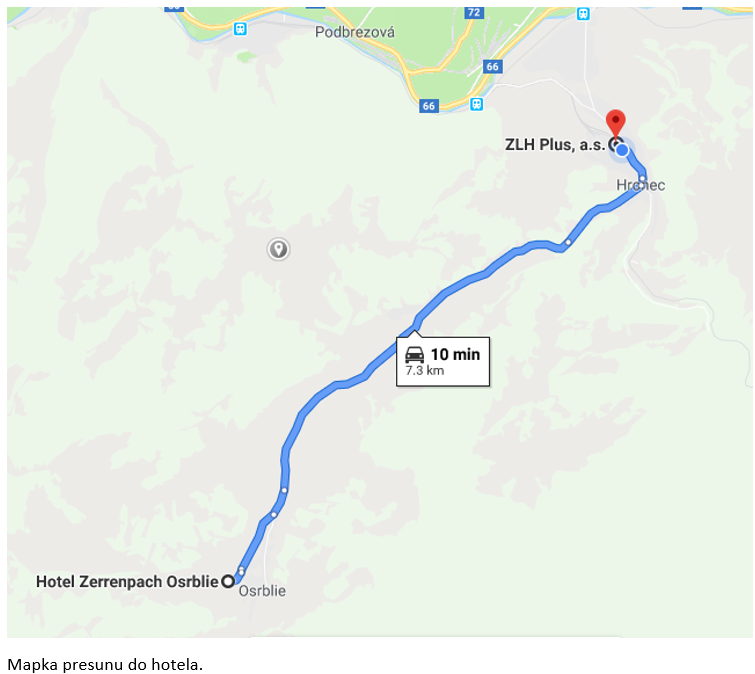 66
72
Podbrezová
66
66
ZLH Plus, a.s.
Hronec
10 min
7.3 km
Hotel Zerrenpach Osrblie
Osrblie
Mapka presunu do hotela.